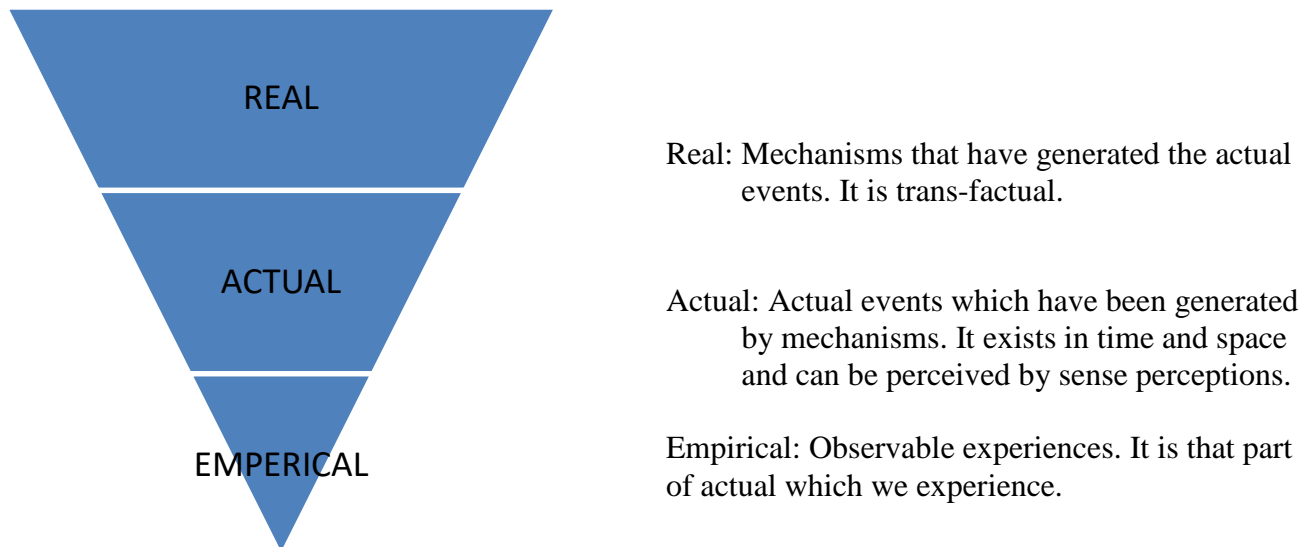 REAL
Real: Mechanisms that have generated the actual
events. It is trans-factual.
ACTUAL
Actual: Actual events which have been generated
by mechanisms. It exists in time and space
and can be perceived by sense perceptions.
EMPERICAL
Empirical: Observable experiences. It is that part
of actual which we experience.